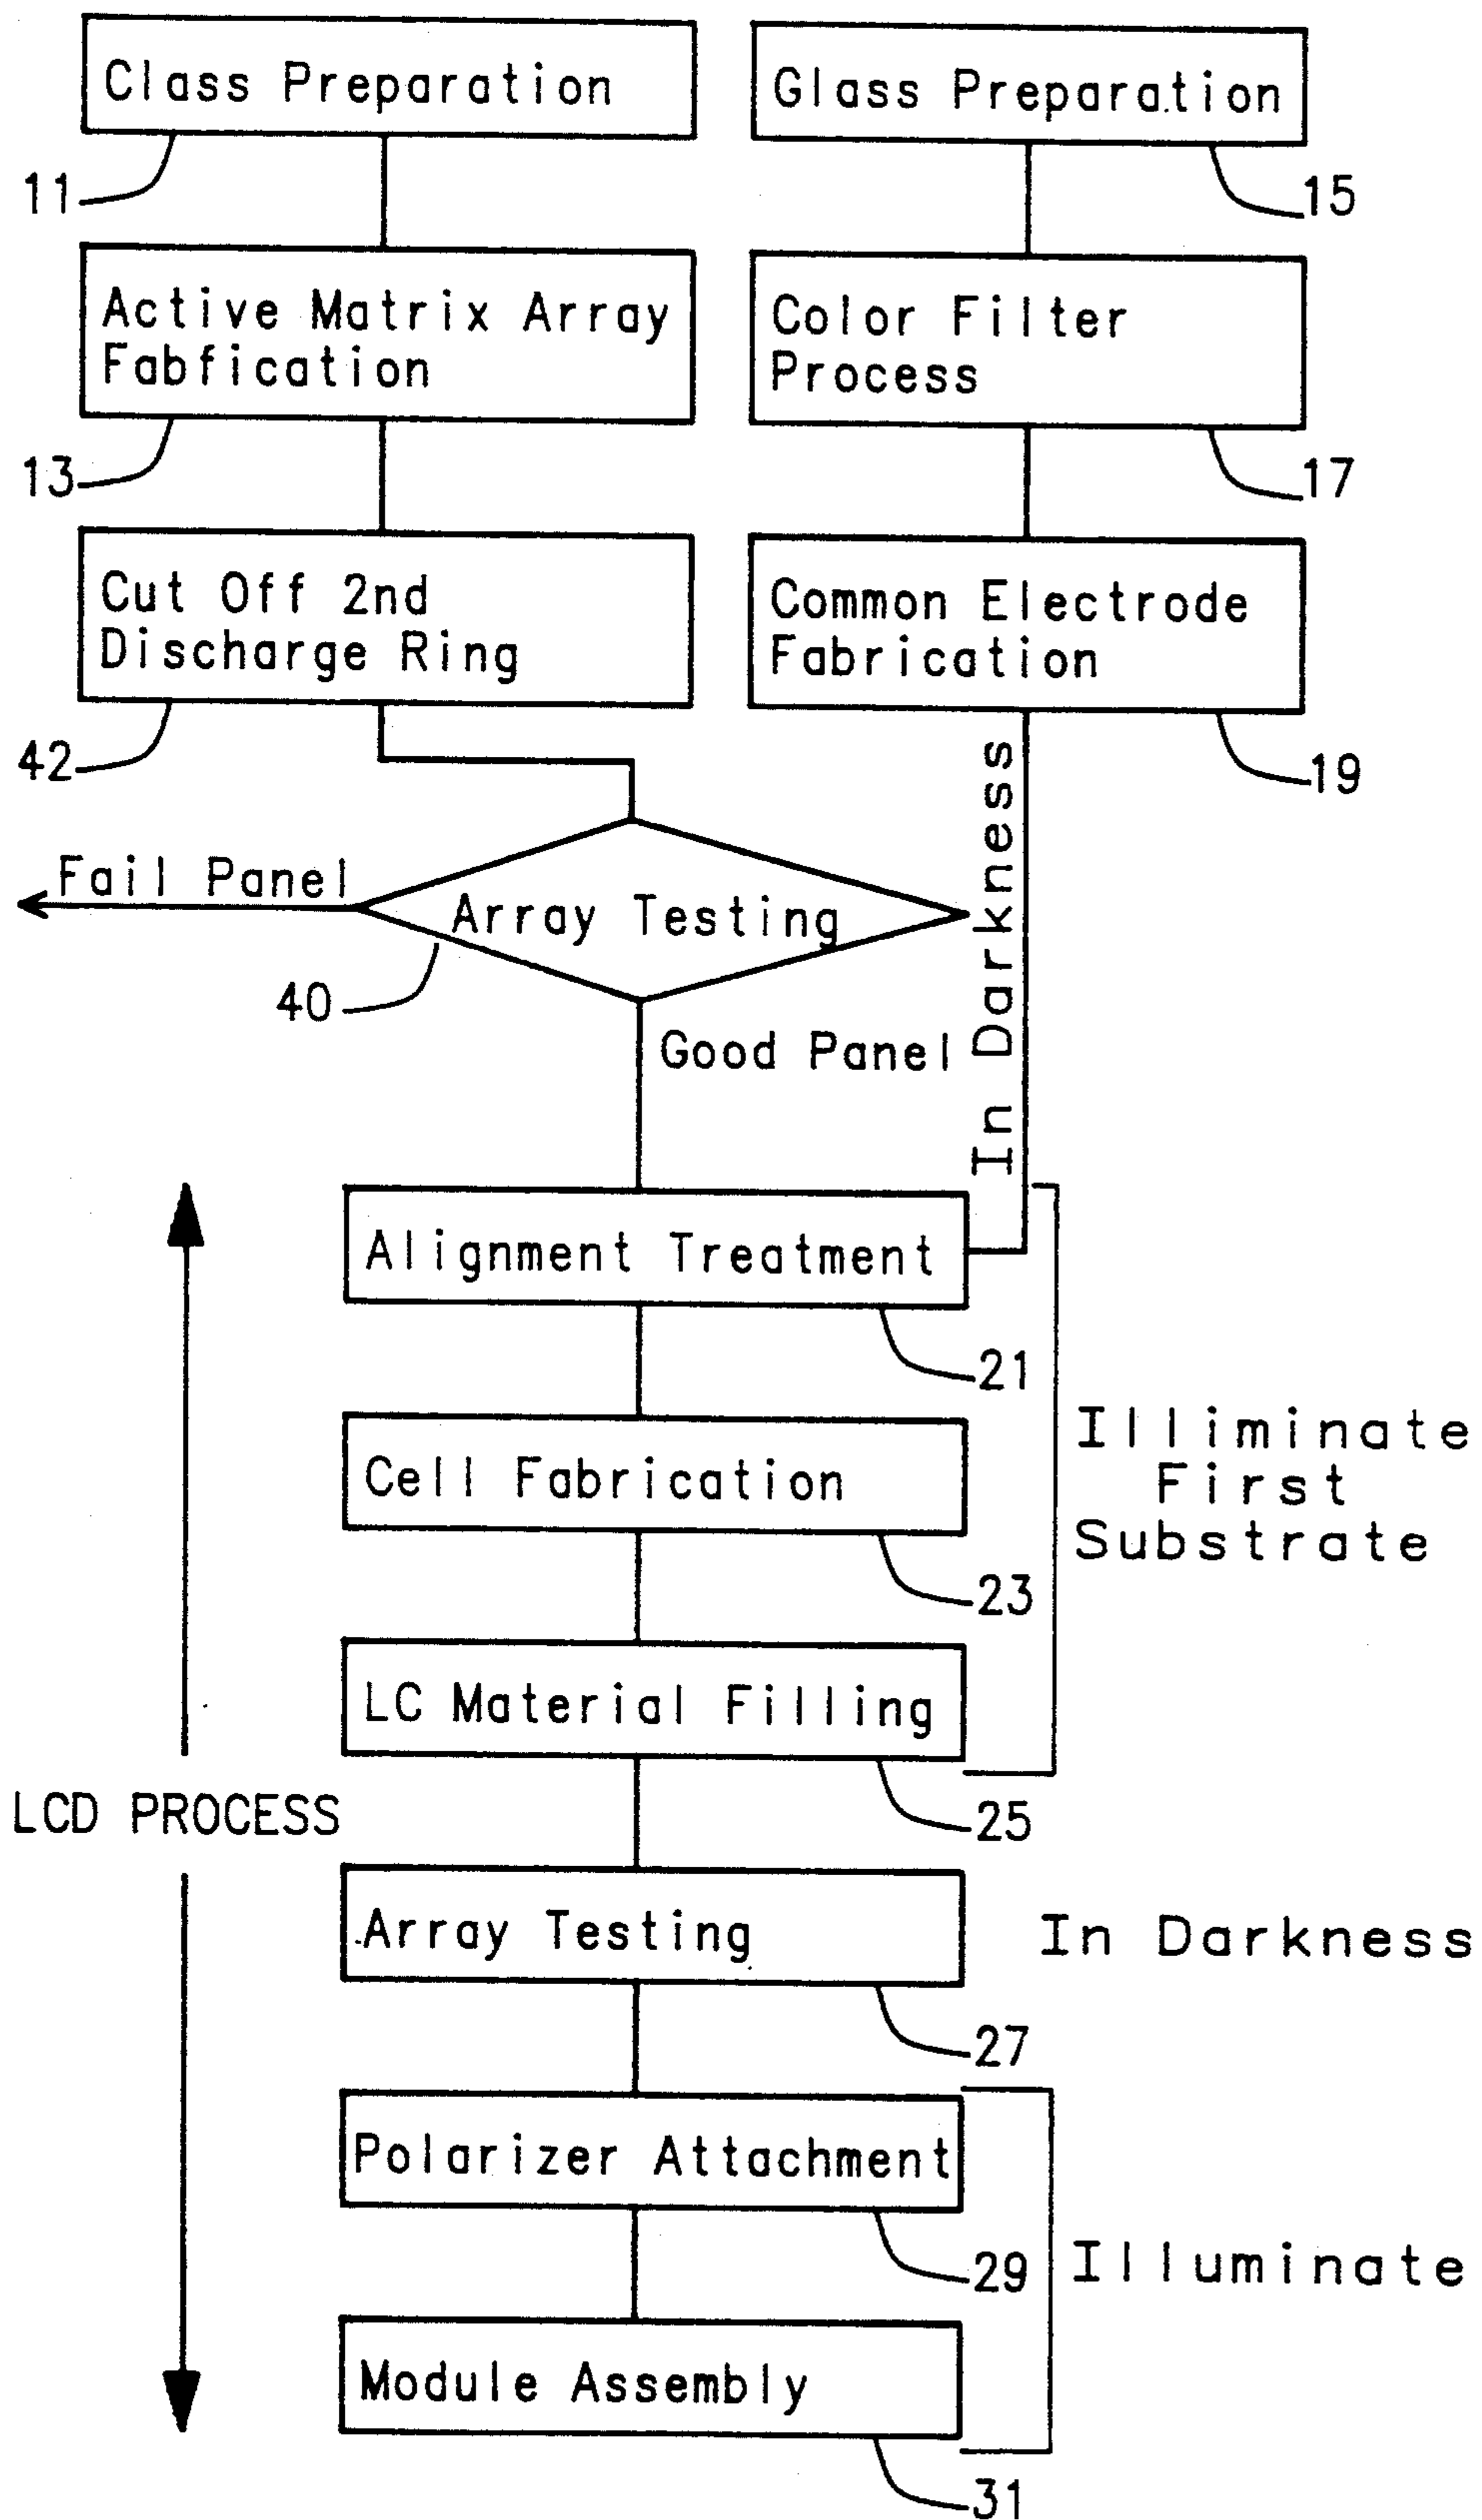 Class Preparation
11
Glass Preparation
15
Active Matrix Array
Fabfication
13
Color Filter
Process
17
Cut Off 2nd
Discharge Ring
42
Common Electrode
Fabrication
19
In Darkness
Fail Panel
Array Testing
40
Good Panel
Alignment Treatment
21
Cell Fabrication
23
LC Material Filling
25
Illiminate
First
Substrate
LCD PROCESS
Array Testing
27
In Darkness
Polarizer Attachment
29
Module Assembly
31
Illuminate